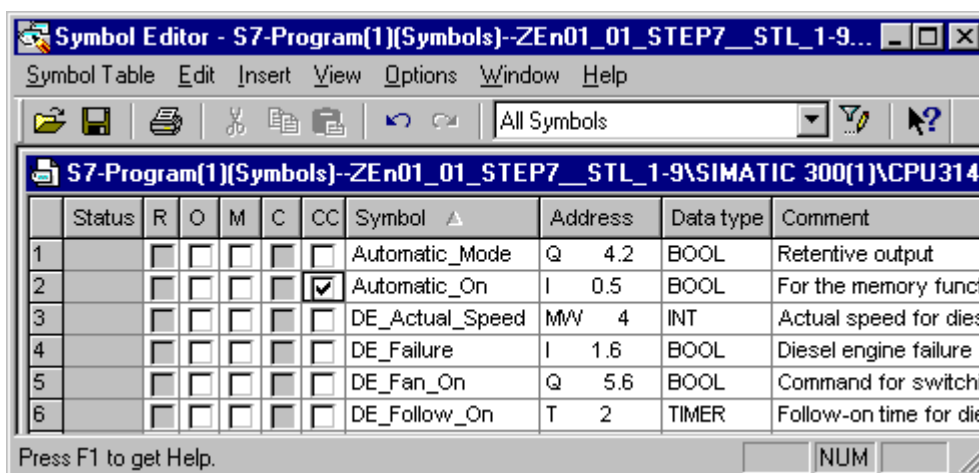 Symbol Editor - S7-Program(1)(Symbols)--ZEn01_01_STEP7__STL_1-9...
Symbol Table Edit Insert View Options Window Help
All Symbols
S7-Program(1)(Symbols)--ZEn01_01_STEP7__STL_1-9\SIMATIC 300(1)\CPU314
Status R O M C CC Symbol Address Data type Comment
1 Automatic_Mode Q 4.2 BOOL Retentive output
2 Automatic_On I 0.5 BOOL For the memory funct
3 DE_Actual_Speed MW 4 INT Actual speed for dies
4 DE_Failure I 1.6 BOOL Diesel engine failure
5 DE_Fan_On Q 5.6 BOOL Command for switchi
6 DE_Follow_On T 2 TIMER Follow-on time for die
Press F1 to get Help. NUM